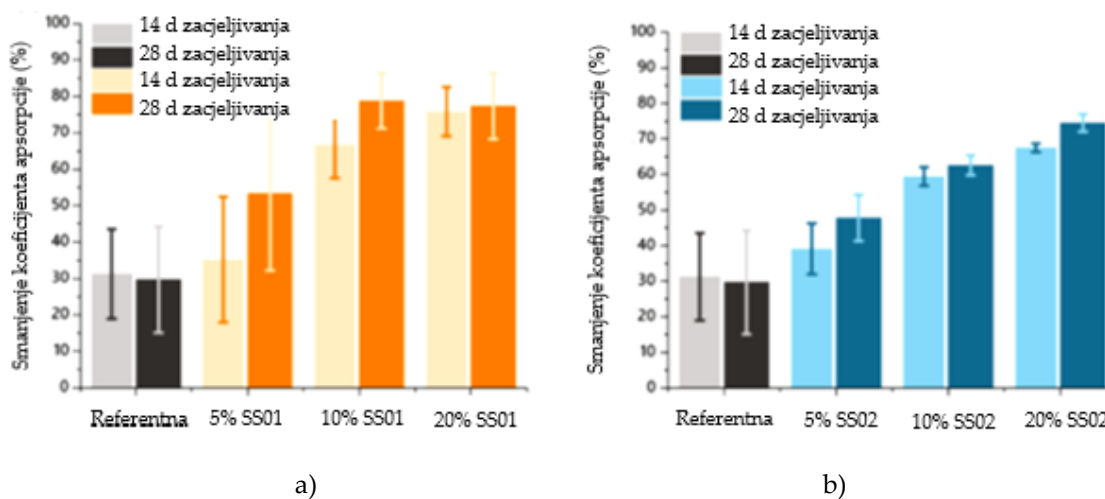 Smanjenje koeficijenta apsorpcije (%)
100
90
80
70
60
50
40
30
20
10
0
14 d zacjeljivanja
28 d zacjeljivanja
14 d zacjeljivanja
28 d zacjeljivanja
Referentna 5% SS01 10% SS01 20% SS01
a)
Smanjenje koeficijenta apsorpcije (%)
100
90
80
70
60
50
40
30
20
10
0
14 d zacjeljivanja
28 d zacjeljivanja
14 d zacjeljivanja
28 d zacjeljivanja
Referentna 5% SS02 10% SS02 20% SS02
b)